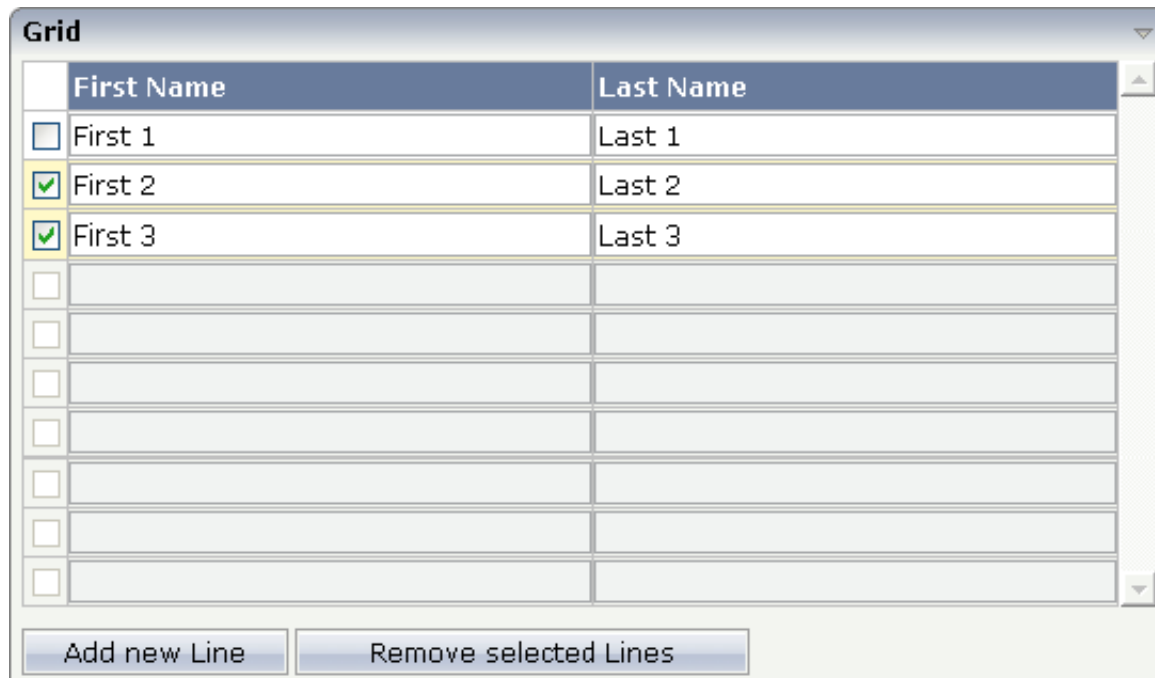 Grid
First Name Last Name
First 1 Last 1
First 2 Last 2
First 3 Last 3
Add new Line Remove selected Lines